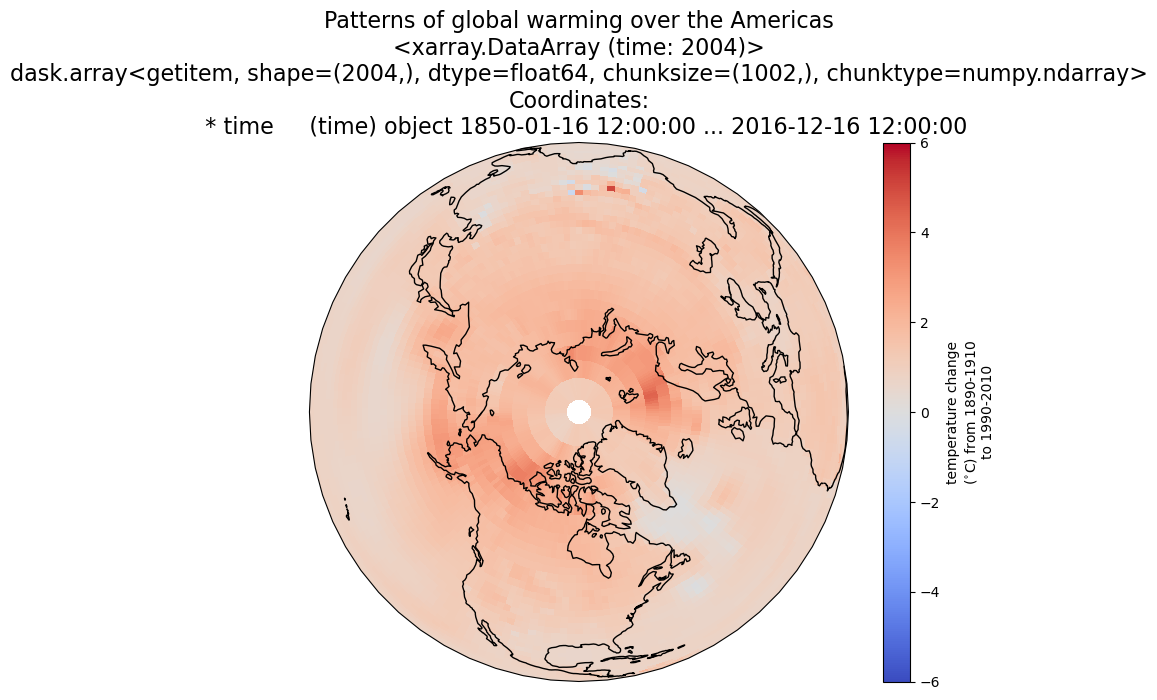 Patterns of global warming over the Americas
<xarray.DataArray (time: 2004)>
dask.array<getitem, shape=(2004,), dtype=float64, chunksize=(1002,), chunktype=numpy.ndarray>
Coordinates:
* time     (time) object 1850-01-16 12:00:00 ... 2016-12-16 12:00:00
6
4
2
0
−2
−4
−6
temperature change
(°C) from 1890-1910
to 1990-2010